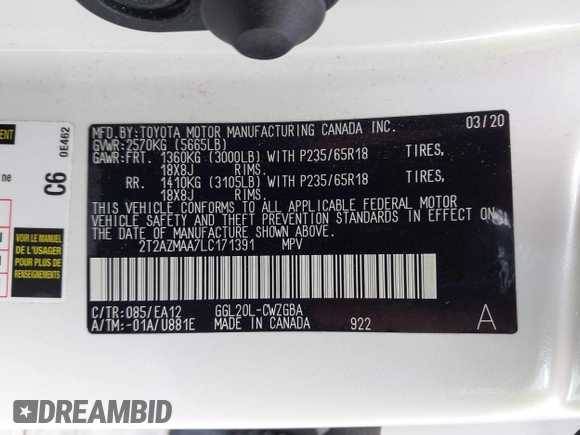 MFD.BY:TOYOTA MOTOR MANUFACTURING CANADA INC. 03/20
GVWR:2570KG (5665LB)
GAWR:FRT. 1360KG (3000LB) WITH P235/65R18 TIRES,
18X8J RIMS.
RR. 1410KG (3105LB) WITH P235/65R18 TIRES,
18X8J RIMS.
THIS VEHICLE CONFORMS TO ALL APPLICABLE FEDERAL MOTOR
VEHICLE SAFETY AND THEFT PREVENTION STANDARDS IN EFFECT ON
THE DATE OF MANUFACTURE SHOWN ABOVE.
2T2AZMAA7LC171391 MPV
C/TR:085/EA12 GGL20L-CWZGBA
A/TM:-01A/U881E MADE IN CANADA 922 A
C6
0E462
VOIR LE MANUEL
DE L'USAGER
POUR PLUS DE
RENSEIGNEMENTS
DREAMBID